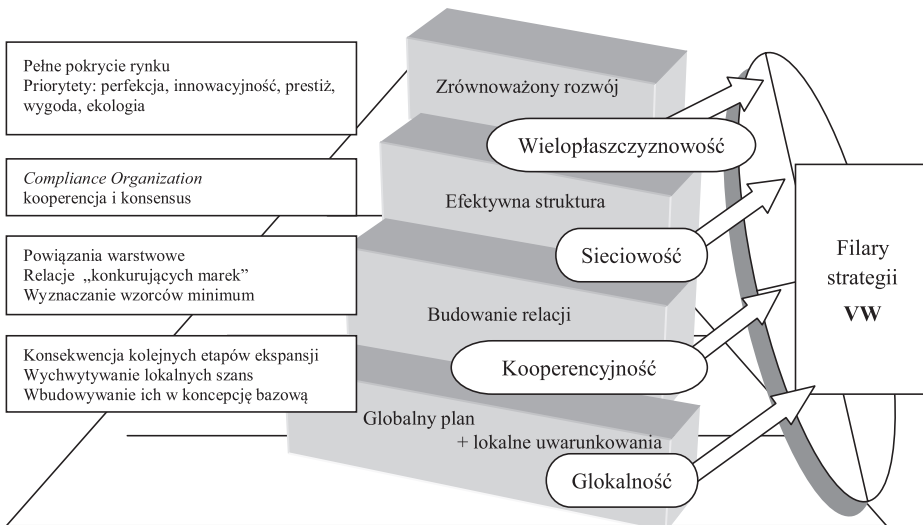 Pełne pokrycie rynku
Priorytety: perfekcja, innowacyjność, prestiż,
wygoda, ekologia
Zrównoważony rozwój
Wielopłaszczyznowość
Compliance Organization
kooperencja i konsensus
Efektywna struktura
Sieciowość
Powiązania warstwowe
Relacje „konkurujących marek”
Wyznaczanie wzorców minimum
Budowanie relacji
Kooperencyjność
Konsekwencja kolejnych etapów ekspansji
Wychwytywanie lokalnych szans
Wbudowywanie ich w koncepcję bazową
Globalny plan
+ lokalne uwarunkowania
Glokalność
Filary
strategii
VW